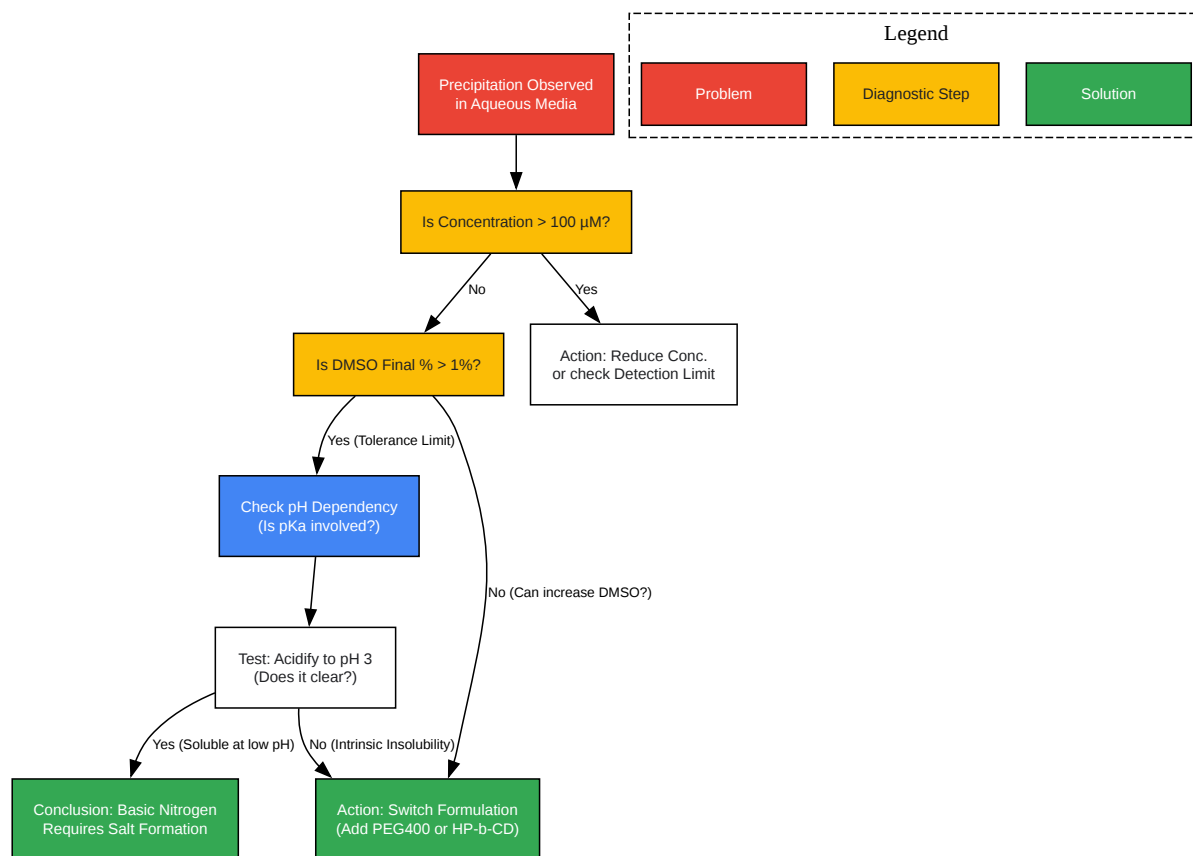 Legend
Problem
Diagnostic Step
Solution
Precipitation Observed
in Aqueous Media
Is Concentration > 100 µM?
No
Yes
Is DMSO Final % > 1%?
Action: Reduce Conc.
or check Detection Limit
Yes (Tolerance Limit)
Check pH Dependency
(Is pKa involved?)
No (Can increase DMSO?)
Test: Acidify to pH 3
(Does it clear?)
Yes (Soluble at low pH)
No (Intrinsic Insolubility)
Conclusion: Basic Nitrogen
Requires Salt Formation
Action: Switch Formulation
(Add PEG400 or HP-b-CD)